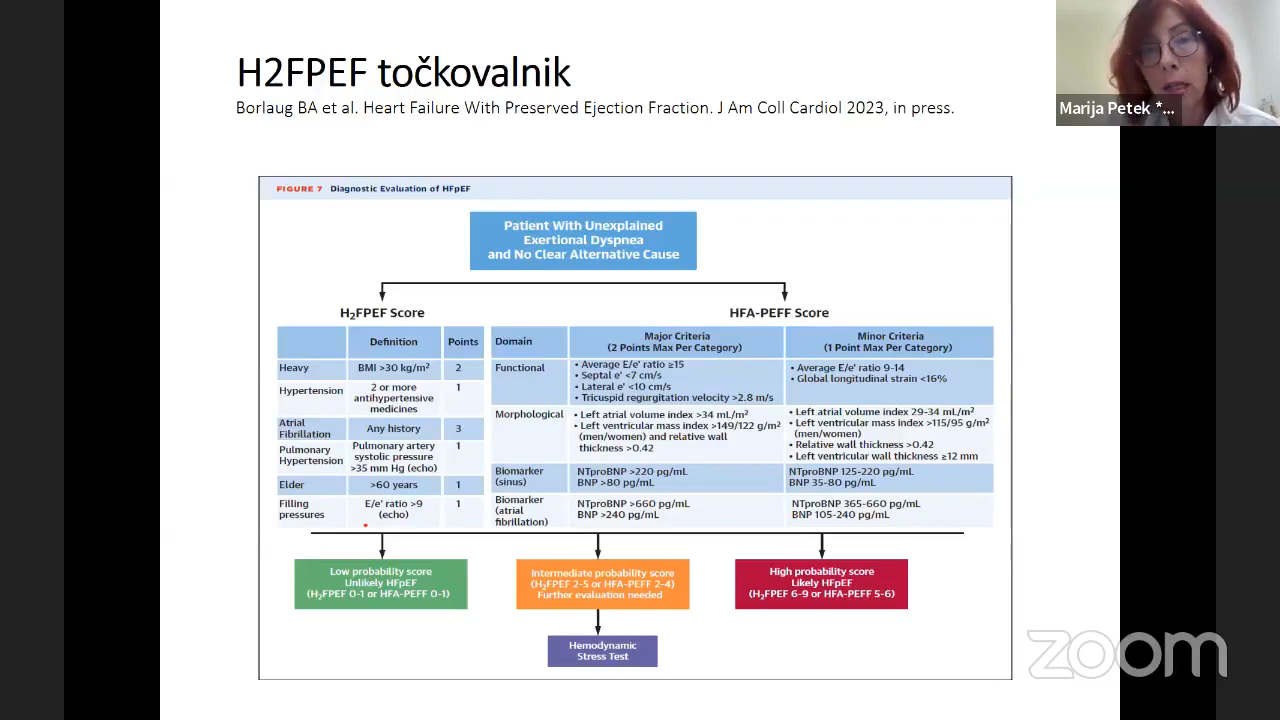 H2FPEF točkovalnik
Borlaug BA et al. Heart Failure With Preserved Ejection Fraction. J Am Coll Cardiol 2023, in press.
Marija Petek *...
FIGURE 7 Diagnostic Evaluation of HFpEF
Patient With Unexplained
Exertional Dyspnea
and No Clear Alternative Cause
H₂FPEF Score
Definition
Points
Heavy
BMI >30 kg/m²
2
Hypertension
2 or more
antihypertensive
medicines
1
Atrial
Fibrillation
Any history
3
Pulmonary
Hypertension
Pulmonary artery
systolic pressure
>35 mm Hg (echo)
1
Elder
>60 years
1
Filling
pressures
E/e' ratio >9
(echo)
1
HFA-PEFF Score
Domain
Major Criteria
(2 Points Max Per Category)
Minor Criteria
(1 Point Max Per Category)
Functional
• Average E/e' ratio ≥15
• Septal e' <7 cm/s
• Lateral e' <10 cm/s
• Tricuspid regurgitation velocity >2.8 m/s
• Average E/e' ratio 9-14
• Global longitudinal strain <16%
Morphological
• Left atrial volume index >34 mL/m²
• Left ventricular mass index >149/122 g/m²
(men/women) and relative wall
thickness >0.42
• Left atrial volume index 29-34 mL/m²
• Left ventricular mass index >115/95 g/m²
(men/women)
• Relative wall thickness >0.42
• Left ventricular wall thickness ≥12 mm
Biomarker
(sinus)
NTproBNP >220 pg/mL
BNP >80 pg/mL
NTproBNP 125-220 pg/mL
BNP 35-80 pg/mL
Biomarker
(atrial
fibrillation)
NTproBNP >660 pg/mL
BNP >240 pg/mL
NTproBNP 365-660 pg/mL
BNP 105-240 pg/mL
Low probability score
Unlikely HFpEF
(H₂FPEF 0-1 or HFA-PEFF 0-1)
Intermediate probability score
(H₂FPEF 2-5 or HFA-PEFF 2-4)
Further evaluation needed
High probability score
Likely HFpEF
(H₂FPEF 6-9 or HFA-PEFF 5-6)
Hemodynamic
Stress Test
zoom